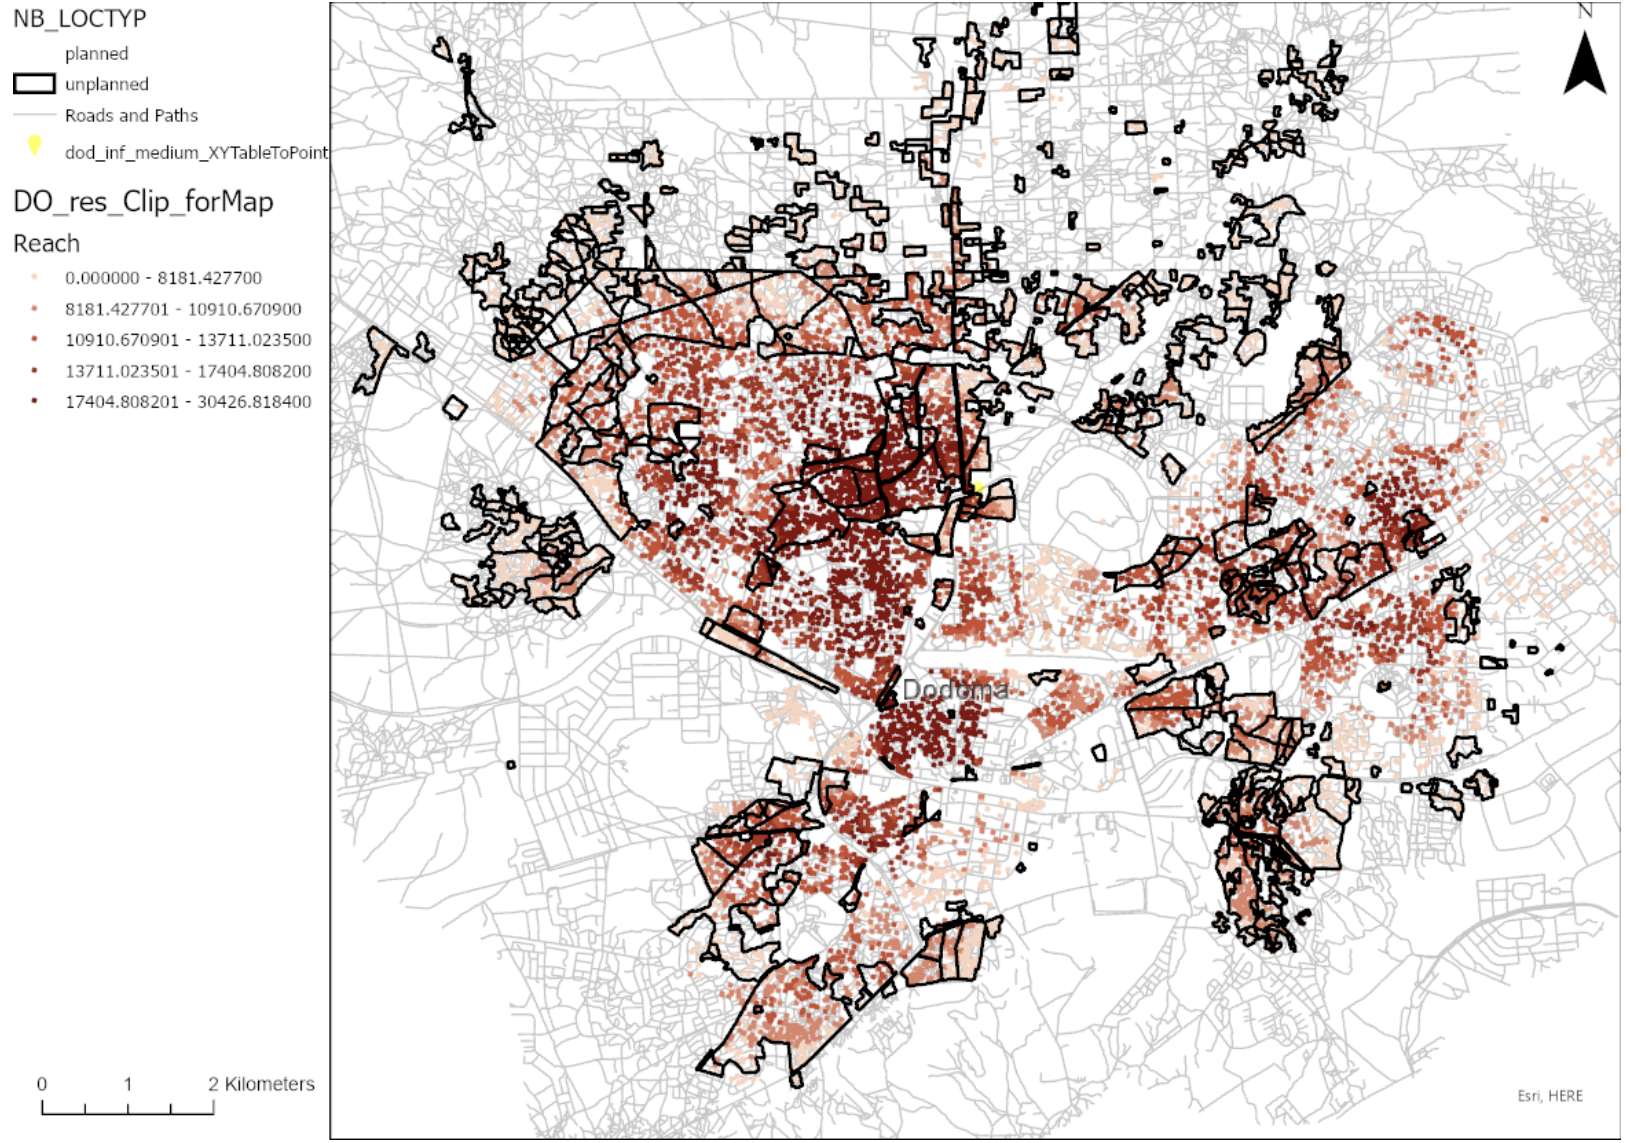 NB_LOCTYP
planned
unplanned
Roads and Paths
dod_inf_medium_XYTableToPoint
DO_res_Clip_forMap
Reach
0.000000 - 8181.427700
8181.427701 - 10910.670900
10910.670901 - 13711.023500
13711.023501 - 17404.808200
17404.808201 - 30426.818400
0 1 2 Kilometers
N
Dodoma
Esri, HERE